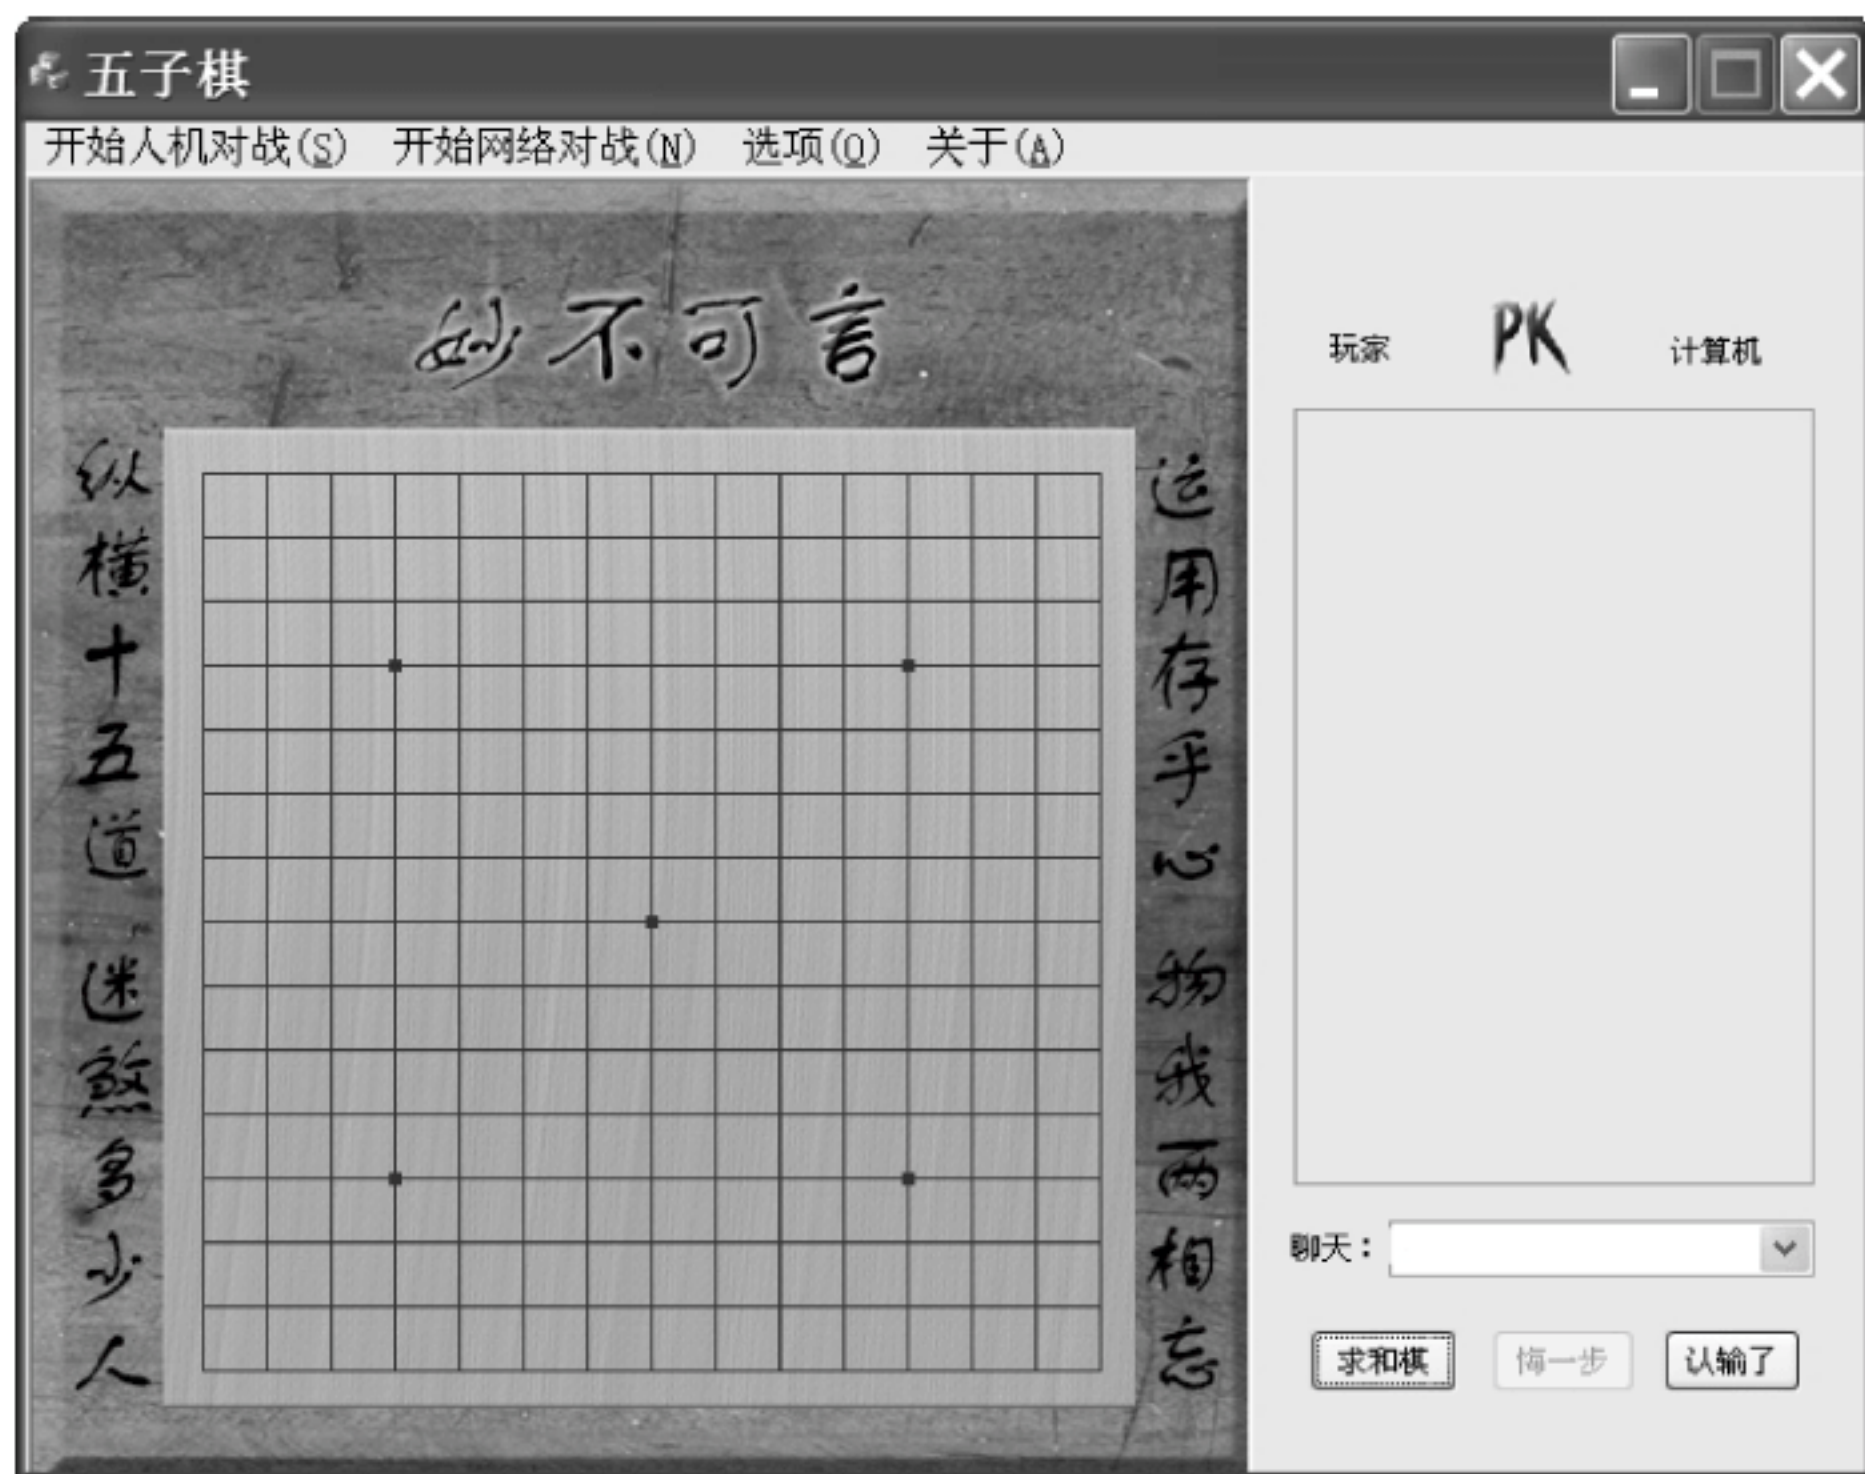 五子棋
开始人机对战(S) 开始网络对战(N) 选项(O) 关于(A)
妙不可言
纵横十五道 迷煞多少人
运用存乎心 物我两相忘
玩家 PK 计算机
聊天：
求和棋 悔一步 认输了